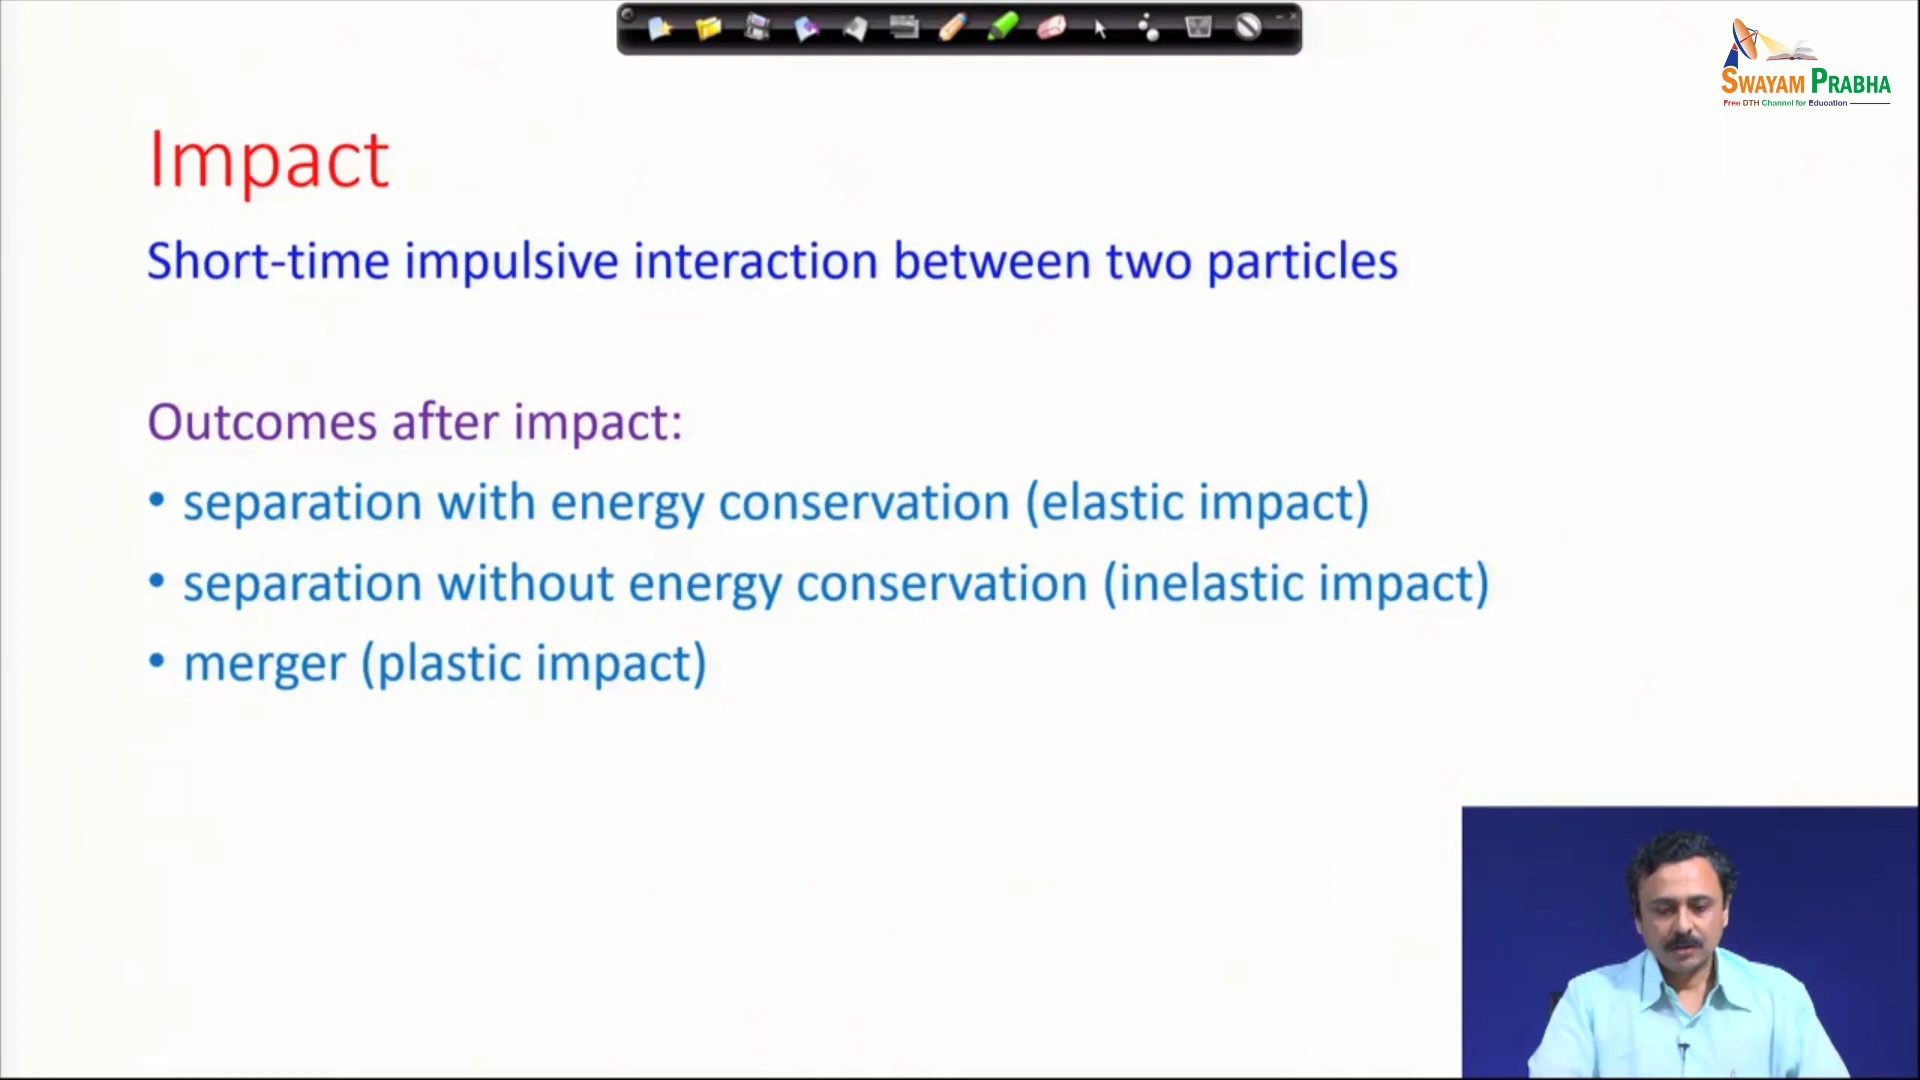 SWAYAM PRABHA
Free DTH Channel for Education
Impact
Short-time impulsive interaction between two particles
Outcomes after impact:
• separation with energy conservation (elastic impact)
• separation without energy conservation (inelastic impact)
• merger (plastic impact)